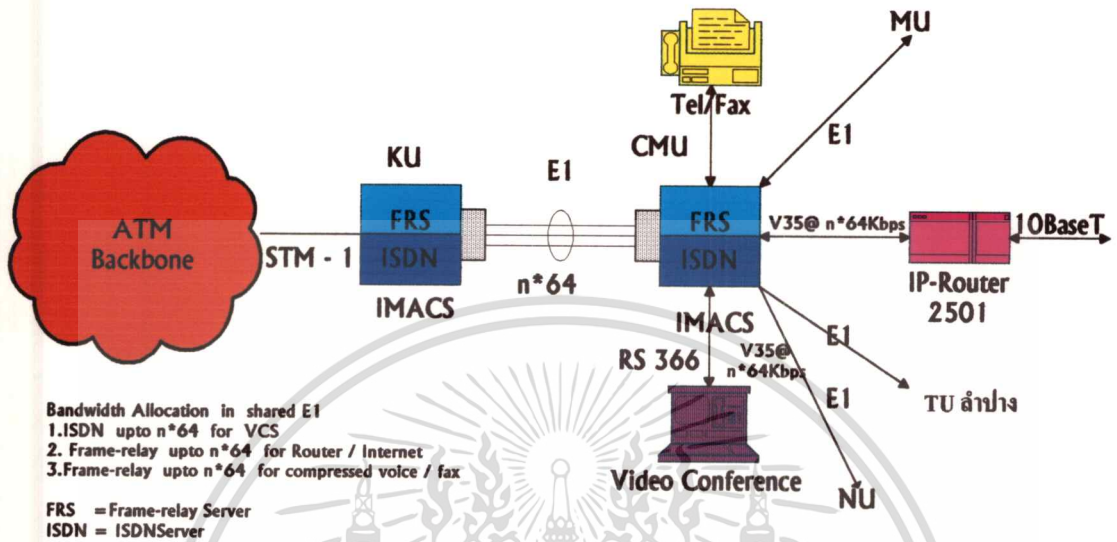 MU
Tel/Fax
CMU
E1
KU
E1
ATM
Backbone
STM - 1
FRS
ISDN
IMACS
n*64
FRS
ISDN
IMACS
V35@ n*64Kbps
10BaseT
IP-Router
2501
RS 366
V35@
n*64Kbps
E1
E1
TU ลำปาง
Video Conference
NU
Bandwidth Allocation in shared E1
1.ISDN upto n*64 for VCS
2. Frame-relay upto n*64 for Router / Internet
3.Frame-relay upto n*64 for compressed voice / fax
FRS = Frame-relay Server
ISDN = ISDNServer